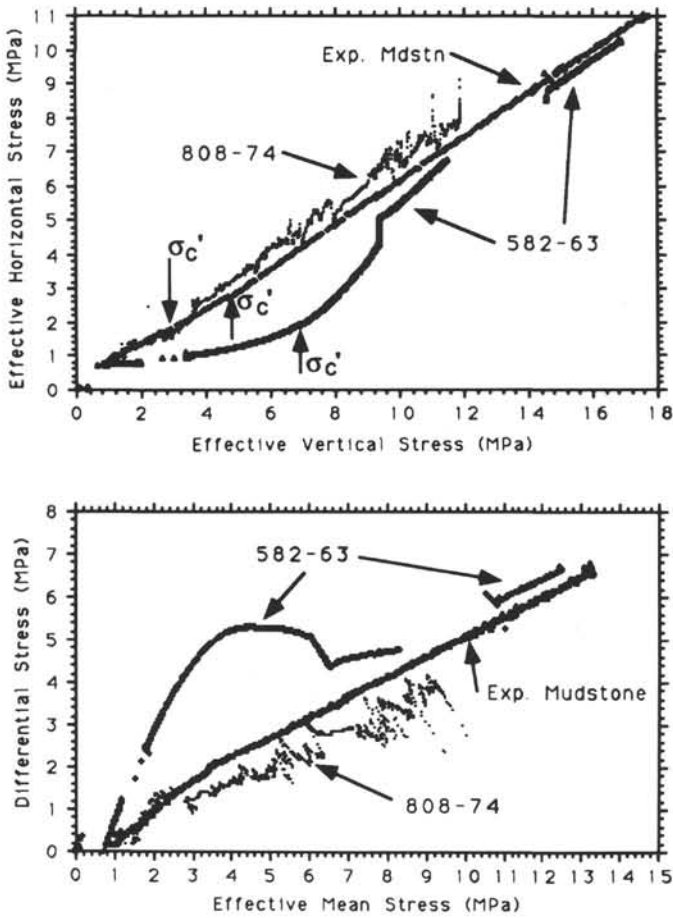 11
10
9
8
7
6
5
4
3
2
1
0
Effective Horizontal Stress (MPa)
Exp. Mdstn
808-74
582-63
σc'
σc'
σc'
0 2 4 6 8 10 12 14 16 18
Effective Vertical Stress (MPa)
8
7
6
5
4
3
2
1
0
Differential Stress (MPa)
582-63
Exp. Mudstone
808-74
0 1 2 3 4 5 6 7 8 9 10 11 12 13 14 15
Effective Mean Stress (MPa)